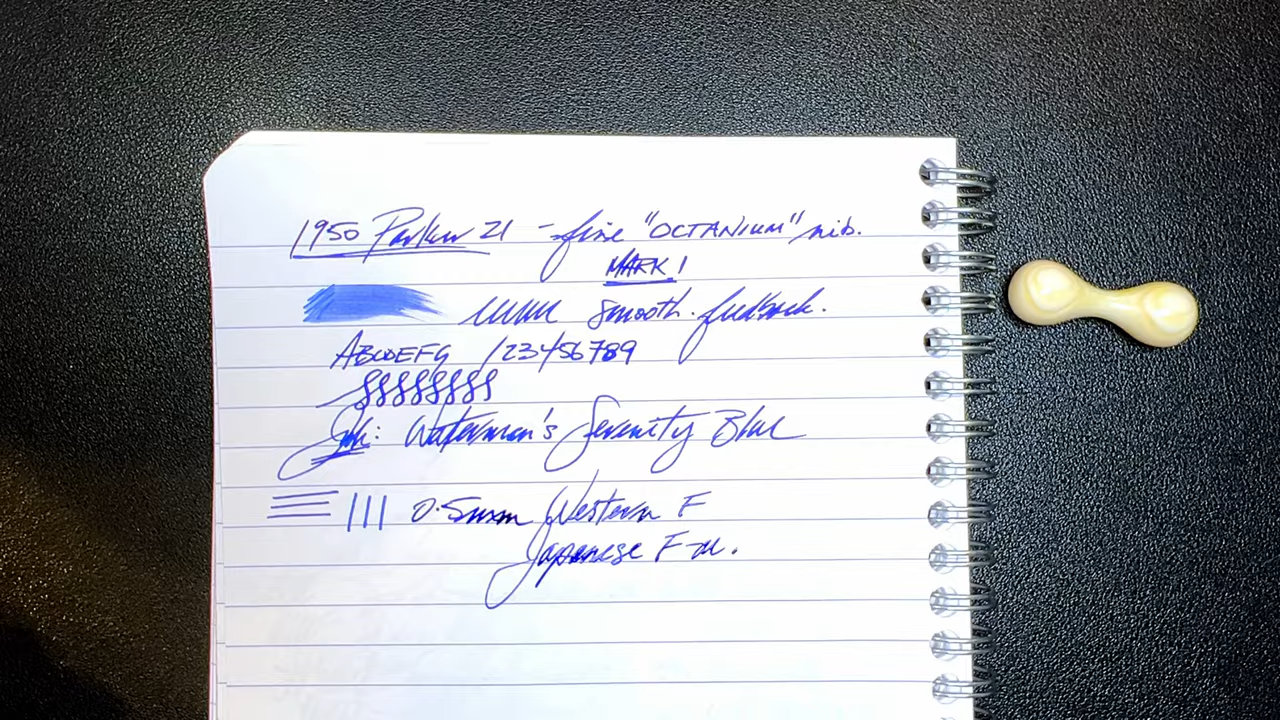 1950 Parker 21 - fine "OCTANIUM" nib.
MARK 1
smooth. feedback.
ABCDEFG 123456789
Ink: Waterman's Serenity Blue
0.5mm Western F
Japanese F-M.